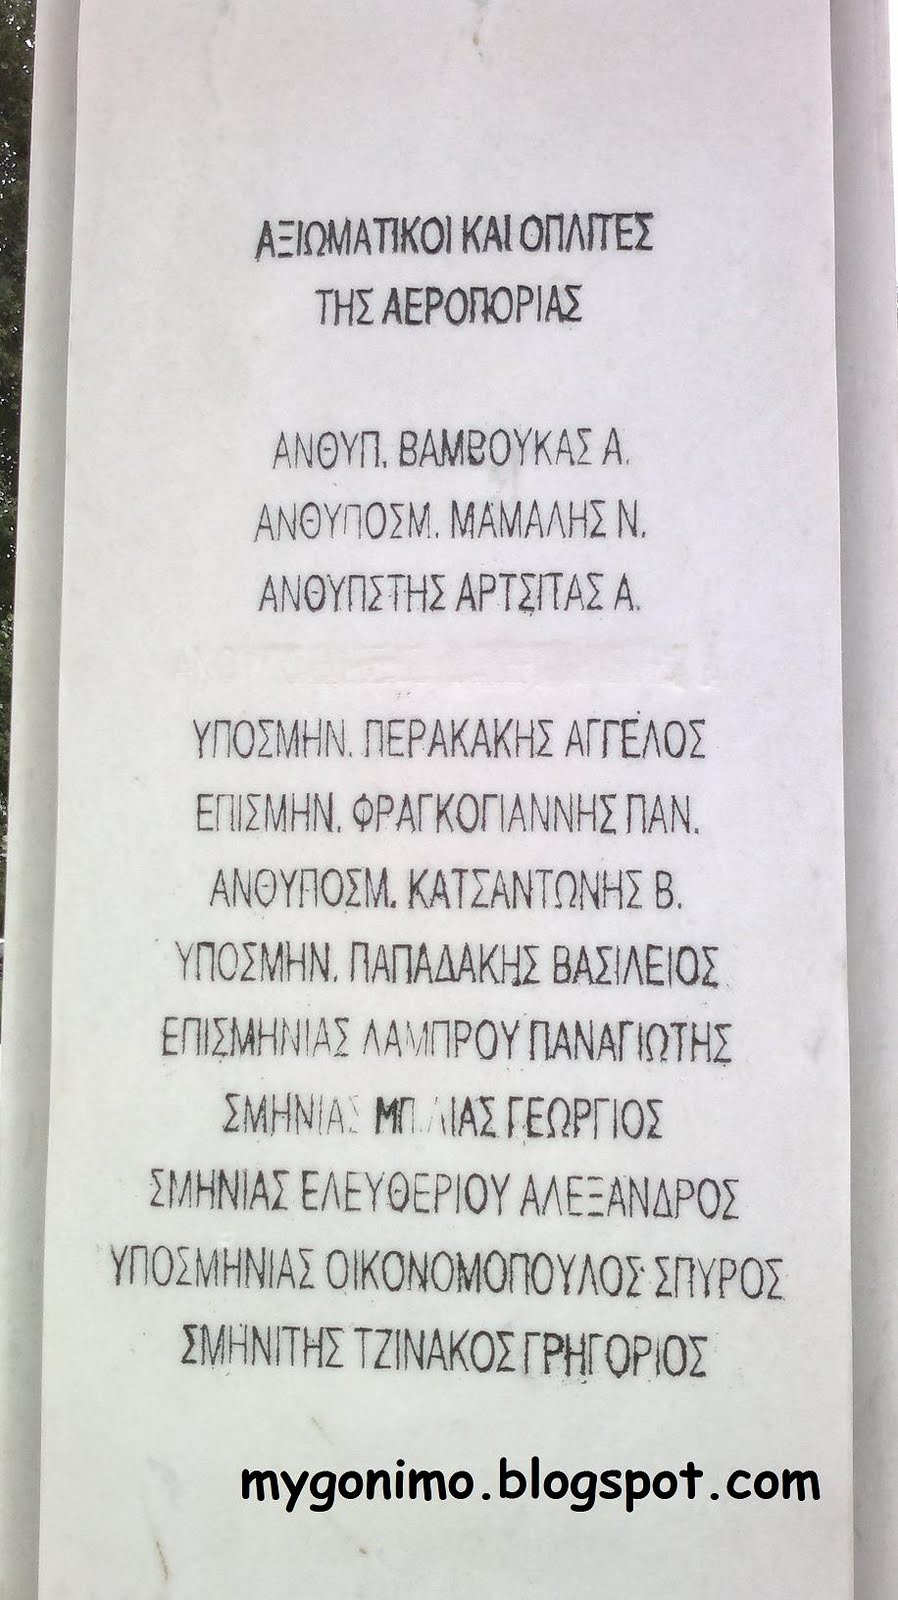 ΑΞΙΩΜΑΤΙΚΟΙ ΚΑΙ ΟΠΛΙΤΕΣ
ΤΗΣ ΑΕΡΟΠΟΡΙΑΣ
ΑΝΘΥΠ. ΒΑΜΒΟΥΚΑΣ Α.
ΑΝΘΥΠΟΣΜ. ΜΑΜΑΛΗΣ Ν.
ΑΝΘΥΠΣΤΗΣ ΑΡΤΣΙΤΑΣ Α.
ΥΠΟΣΜΗΝ. ΠΕΡΑΚΑΚΗΣ ΑΓΓΕΛΟΣ
ΕΠΙΣΜΗΝ. ΦΡΑΓΚΟΓΙΑΝΝΗΣ ΠΑΝ.
ΑΝΘΥΠΟΣΜ. ΚΑΤΣΑΝΤΩΝΗΣ Β.
ΥΠΟΣΜΗΝ. ΠΑΠΑΔΑΚΗΣ ΒΑΣΙΛΕΙΟΣ
ΕΠΙΣΜΗΝΙΑΣ ΛΑΜΠΡΟΥ ΠΑΝΑΓΙΩΤΗΣ
ΣΜΗΝΙΑΣ ΓΕΩΡΓΙΟΣ
ΣΜΗΝΙΑΣ ΕΛΕΥΘΕΡΙΟΥ ΑΛΕΞΑΝΔΡΟΣ
ΥΠΟΣΜΗΝΙΑΣ ΟΙΚΟΝΟΜΟΠΟΥΛΟΣ ΣΠΥΡΟΣ
ΣΜΗΝΙΤΗΣ ΤΖΙΝΑΚΟΣ ΓΡΗΓΟΡΙΟΣ
mygonimo.blogspot.com